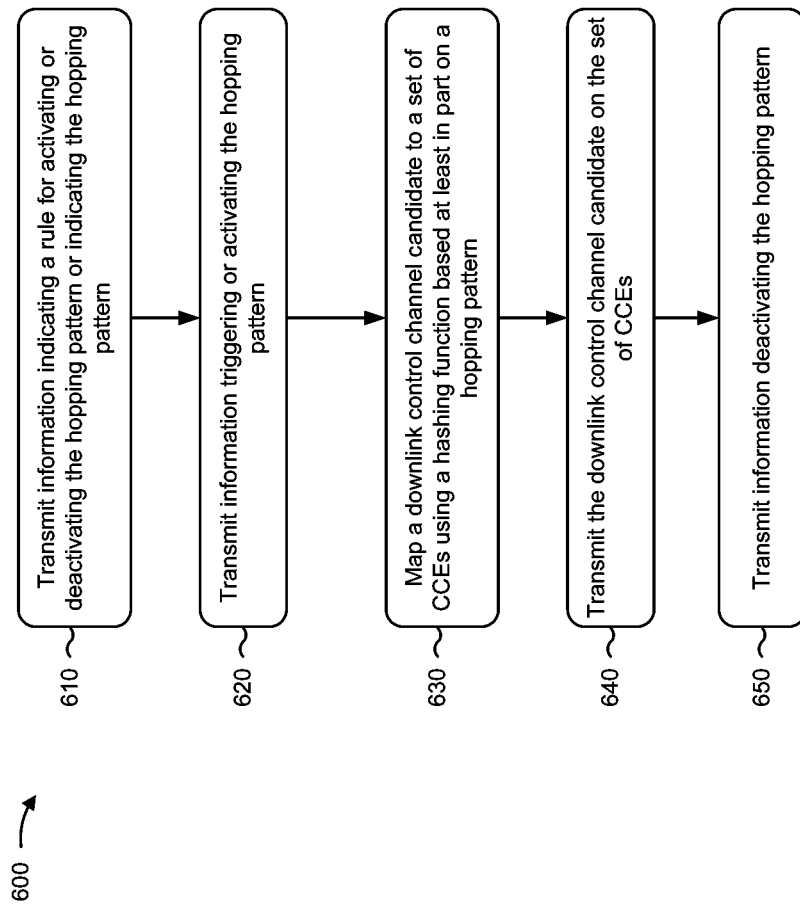 600
610
Transmit information indicating a rule for activating or
deactivating the hopping pattern or indicating the hopping
pattern
620
Transmit information triggering or activating the hopping
pattern
630
Map a downlink control channel candidate to a set of
CCEs using a hashing function based at least in part on a
hopping pattern
640
Transmit the downlink control channel candidate on the set
of CCEs
650
Transmit information deactivating the hopping pattern